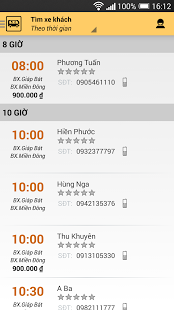 16:12
Tìm xe khách
Theo thời gian
8 GIỜ
08:00
Phương Tuấn
BX.Giáp Bát
BX.Miền Đông
SĐT: 0905461110
900.000 ₫
10 GIỜ
10:00
Hiền Phước
BX.Giáp Bát
BX.Miền Đông
SĐT: 0932377797
10:00
Hùng Nga
BX.Giáp Bát
BX.Miền Đông
SĐT: 0942135376
10:00
Thu Khuyên
BX.Giáp Bát
BX.Miền Đông
SĐT: 0913105330
900.000 ₫
10:30
A Ba
BX.Giáp Bát
SĐT: 0982111777